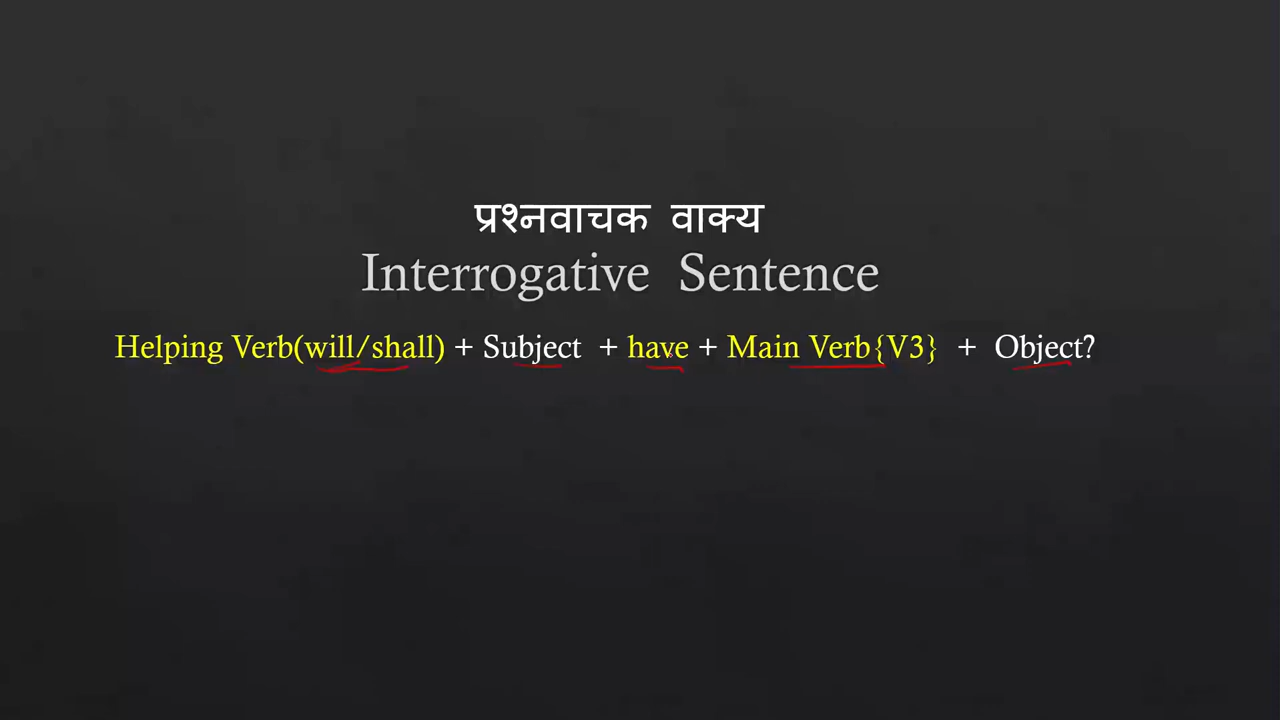 प्रश्नवाचक वाक्य
Interrogative Sentence
Helping Verb(will/shall) + Subject + have + Main Verb{V3} + Object?